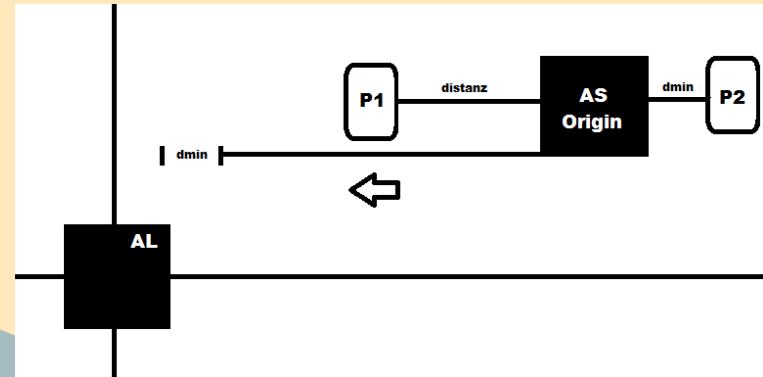 P1
distanz
AS
Origin
dmin
P2
dmin
AL